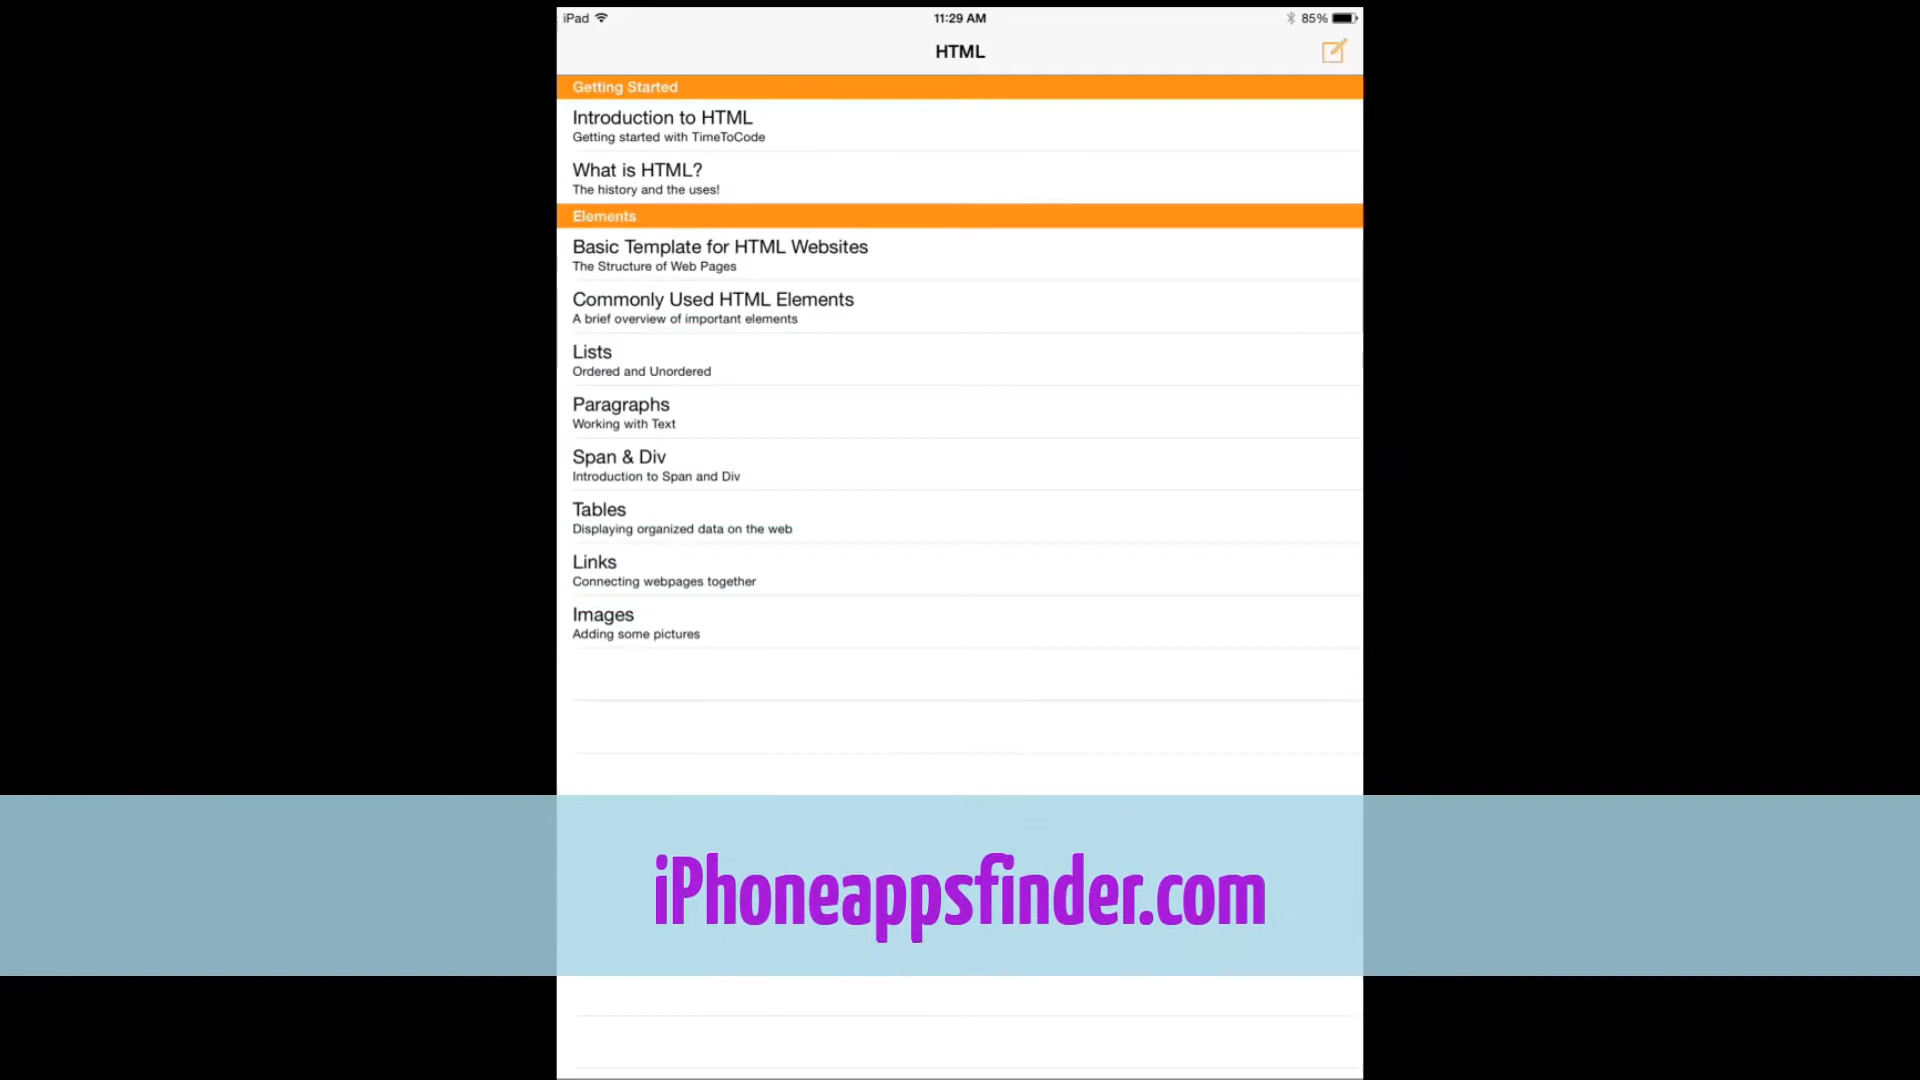 iPad
11:29 AM
85%
HTML
Getting Started
Introduction to HTML
Getting started with TimeToCode
What is HTML?
The history and the uses!
Elements
Basic Template for HTML Websites
The Structure of Web Pages
Commonly Used HTML Elements
A brief overview of important elements
Lists
Ordered and Unordered
Paragraphs
Working with Text
Span & Div
Introduction to Span and Div
Tables
Displaying organized data on the web
Links
Connecting webpages together
Images
Adding some pictures
iPhoneappsfinder.com